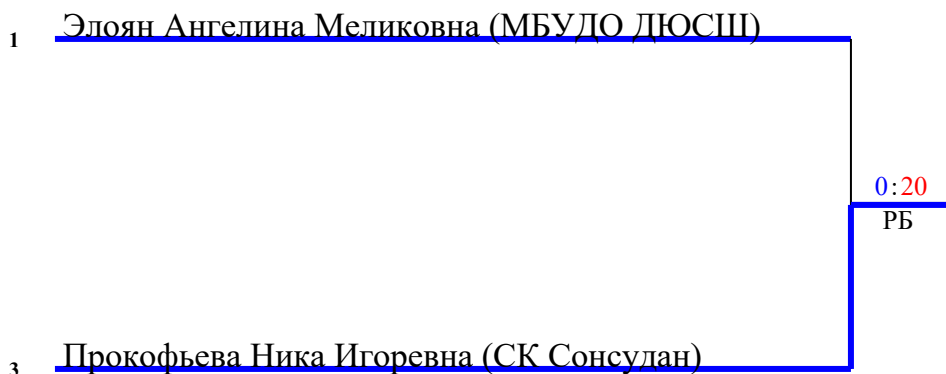 1 Элоян Ангелина Меликовна (МБУДО ДЮСШ)
0:20
РБ
3 Прокофьева Ника Игоревна (СК Сонсудан)